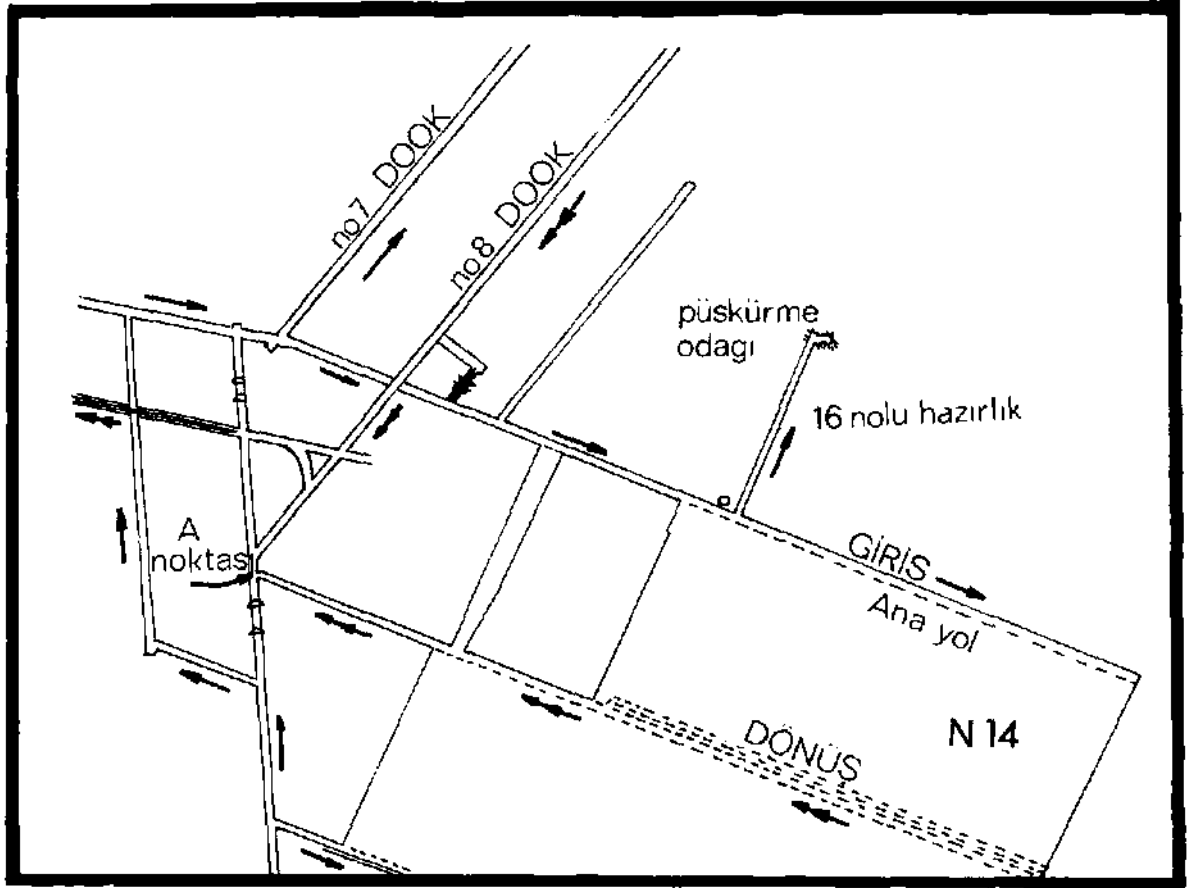 no7 DOOK
no8 DOOK
püskürme
odagı
16 nolu hazırlık
A
noktas
GİRİS
Ana yol
N 14
DÖNÜŞ